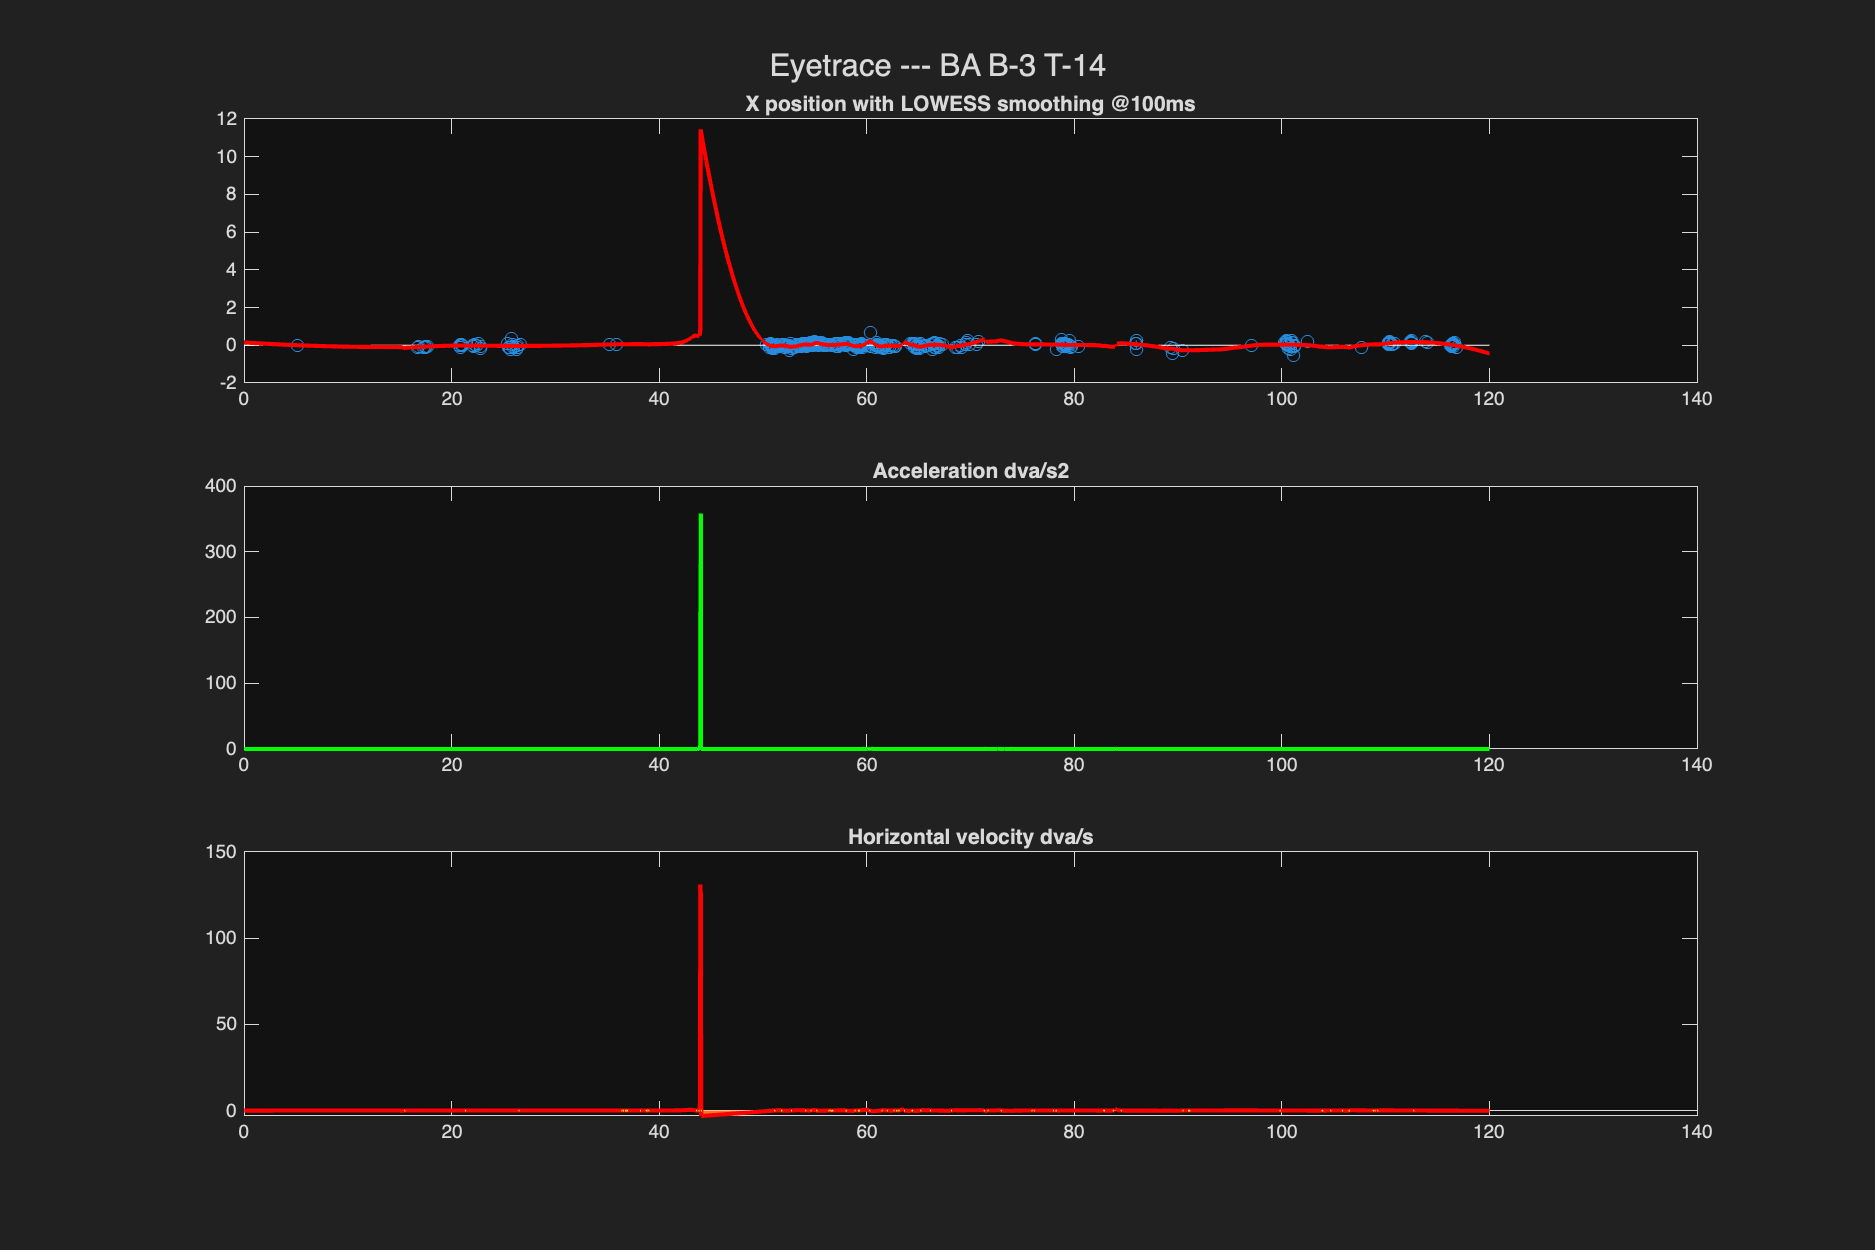 Eyetrace --- BA B-3 T-14
X position with LOWESS smoothing @100ms
12
10
8
6
4
2
0
-2
0 20 40 60 80 100 120 140
Acceleration dva/s2
400
300
200
100
0
0 20 40 60 80 100 120 140
Horizontal velocity dva/s
150
100
50
0
0 20 40 60 80 100 120 140